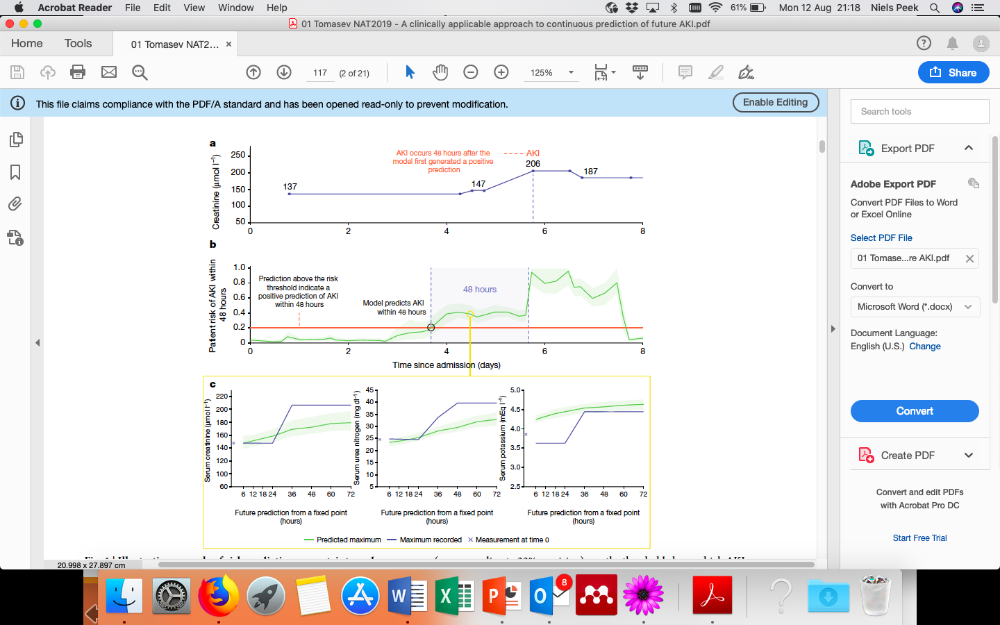 Acrobat Reader File Edit View Window Help 61% Mon 12 Aug 21:18 Niels Peek
01 Tomasev NAT2019 - A clinically applicable approach to continuous prediction of future AKI.pdf
Home Tools 01 Tomasev NAT2... ×
117 (2 of 21) 125% Share
This file claims compliance with the PDF/A standard and has been opened read-only to prevent modification. Enable Editing
a
Creatinine (μmol l⁻¹)
250
200
150
100
50
0 2 4 6 8
137
147
206
187
AKI occurs 48 hours after the
model first generated a positive
prediction
AKI
b
Patient risk of AKI within
48 hours
1.0
0.8
0.6
0.4
0.2
0
0 2 4 6 8
Prediction above the risk
threshold indicate a
positive prediction of AKI
within 48 hours
Model predicts AKI
within 48 hours
48 hours
Time since admission (days)
c
Serum creatinine (μmol l⁻¹)
220
200
180
160
140
120
100
60
6 12 18 24 36 48 60 72
Future prediction from a fixed point
(hours)
Serum urea nitrogen (mg dl⁻¹)
45
40
35
30
25
20
15
10
5
6 12 18 24 36 48 60 72
Future prediction from a fixed point
(hours)
Serum potassium (mEq l⁻¹)
5.0
4.5
4.0
3.5
3.0
2.5
6 12 18 24 36 48 60 72
Future prediction from a fixed point
(hours)
Predicted maximum Maximum recorded × Measurement at time 0
20.998 x 27.897 cm
Search tools
Export PDF
Adobe Export PDF
Convert PDF Files to Word
or Excel Online
Select PDF File
01 Tomase...re AKI.pdf
Convert to
Microsoft Word (*.docx)
Document Language:
English (U.S.) Change
Convert
Create PDF
Convert and edit PDFs
with Acrobat Pro DC
Start Free Trial
W X P O 8